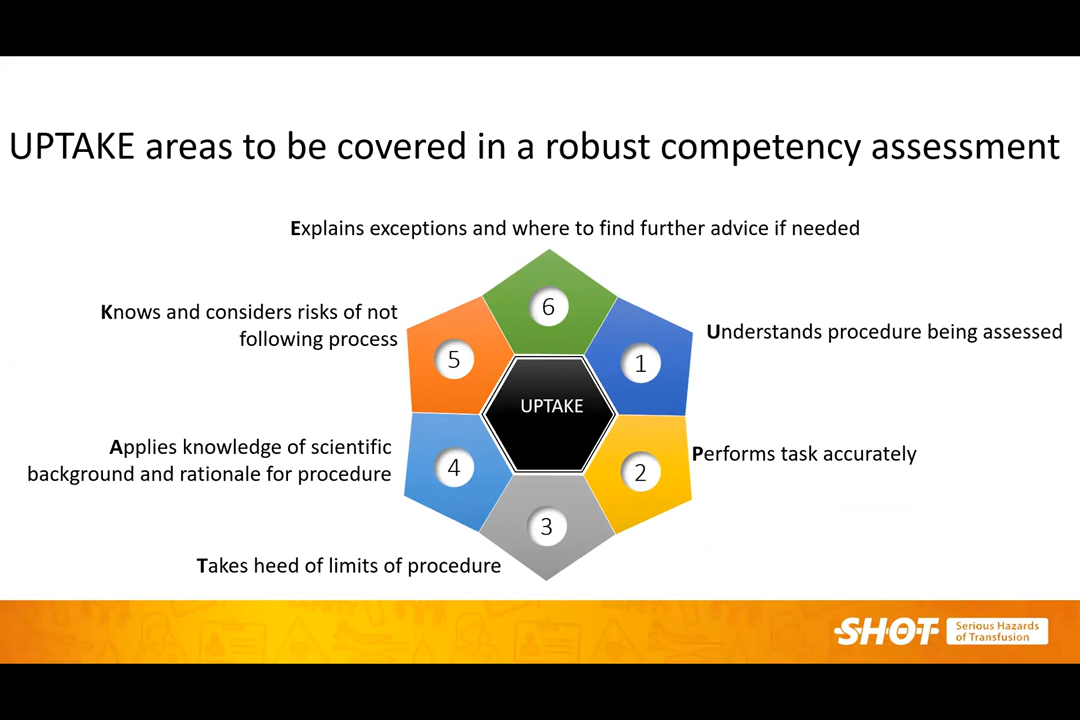 UPTAKE areas to be covered in a robust competency assessment
Explains exceptions and where to find further advice if needed
Knows and considers risks of not
following process
Understands procedure being assessed
Applies knowledge of scientific
background and rationale for procedure
Performs task accurately
Takes heed of limits of procedure
6
5
1
UPTAKE
4
2
3
SHOT
Serious Hazards
of Transfusion